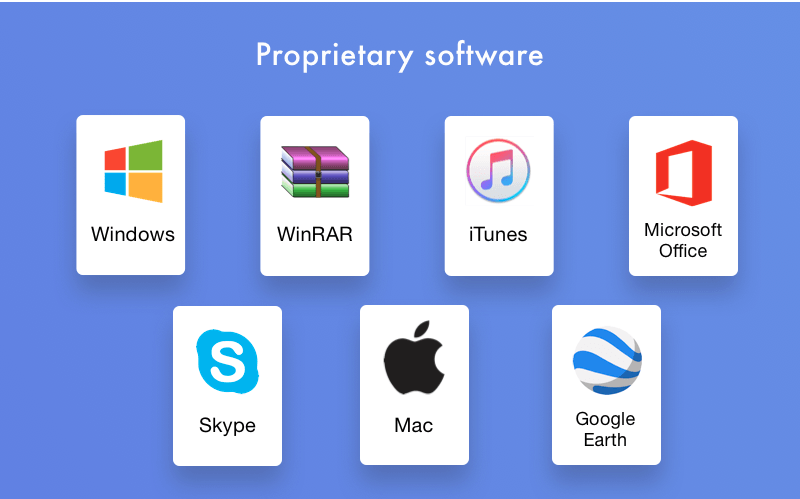 Proprietary software
Windows
WinRAR
iTunes
Microsoft
Office
Skype
Mac
Google
Earth